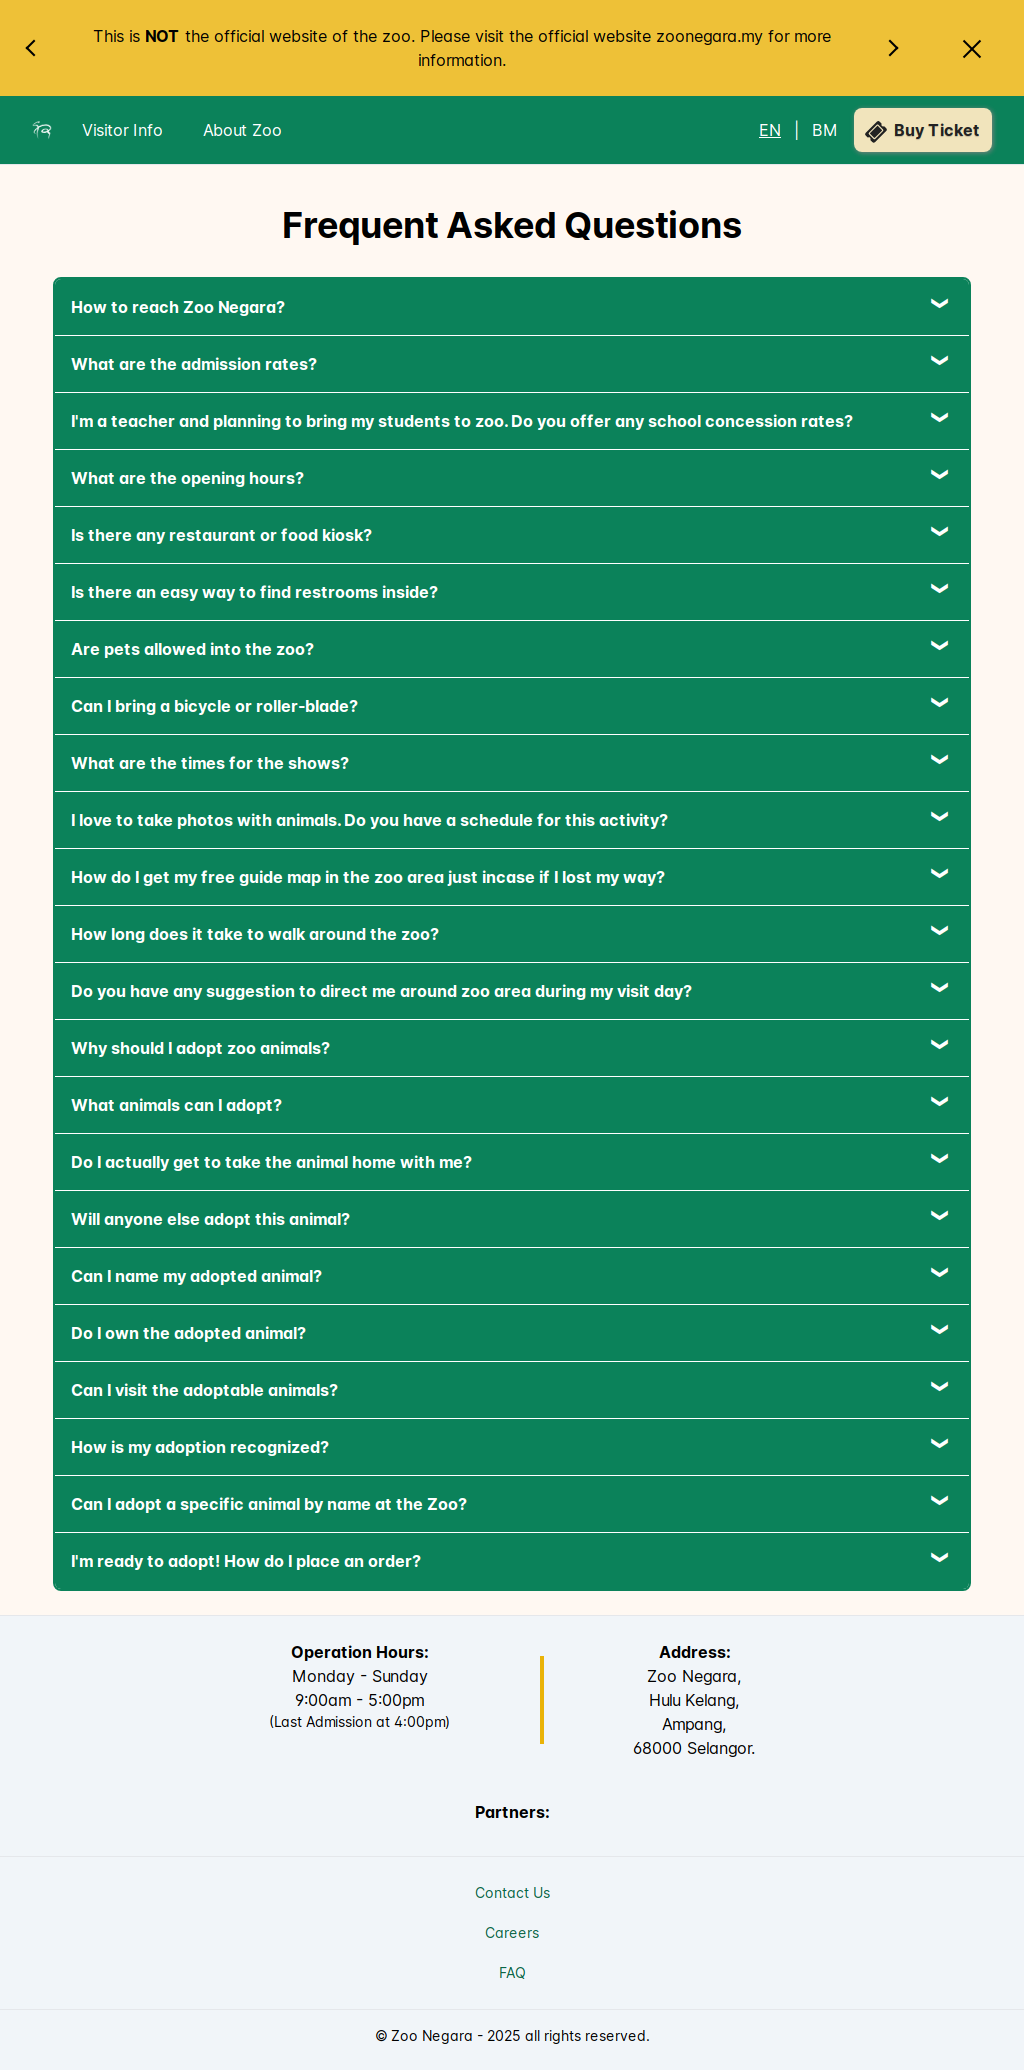 This is NOT the official website of the zoo. Please visit the official website zoonegara.my for more
information.
Visitor Info
About Zoo
EN | BM
Buy Ticket
Frequent Asked Questions
How to reach Zoo Negara?
What are the admission rates?
I'm a teacher and planning to bring my students to zoo. Do you offer any school concession rates?
What are the opening hours?
Is there any restaurant or food kiosk?
Is there an easy way to find restrooms inside?
Are pets allowed into the zoo?
Can I bring a bicycle or roller-blade?
What are the times for the shows?
I love to take photos with animals. Do you have a schedule for this activity?
How do I get my free guide map in the zoo area just incase if I lost my way?
How long does it take to walk around the zoo?
Do you have any suggestion to direct me around zoo area during my visit day?
Why should I adopt zoo animals?
What animals can I adopt?
Do I actually get to take the animal home with me?
Will anyone else adopt this animal?
Can I name my adopted animal?
Do I own the adopted animal?
Can I visit the adoptable animals?
How is my adoption recognized?
Can I adopt a specific animal by name at the Zoo?
I'm ready to adopt! How do I place an order?
Operation Hours:
Monday - Sunday
9:00am - 5:00pm
(Last Admission at 4:00pm)
Address:
Zoo Negara,
Hulu Kelang,
Ampang,
68000 Selangor.
Partners:
Contact Us
Careers
FAQ
© Zoo Negara - 2025 all rights reserved.